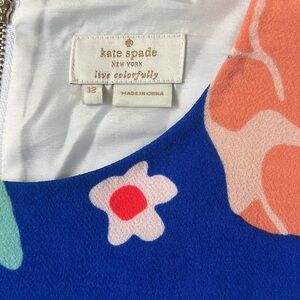 kate spade
NEW YORK
live colorfully
12
MADE IN CHINA